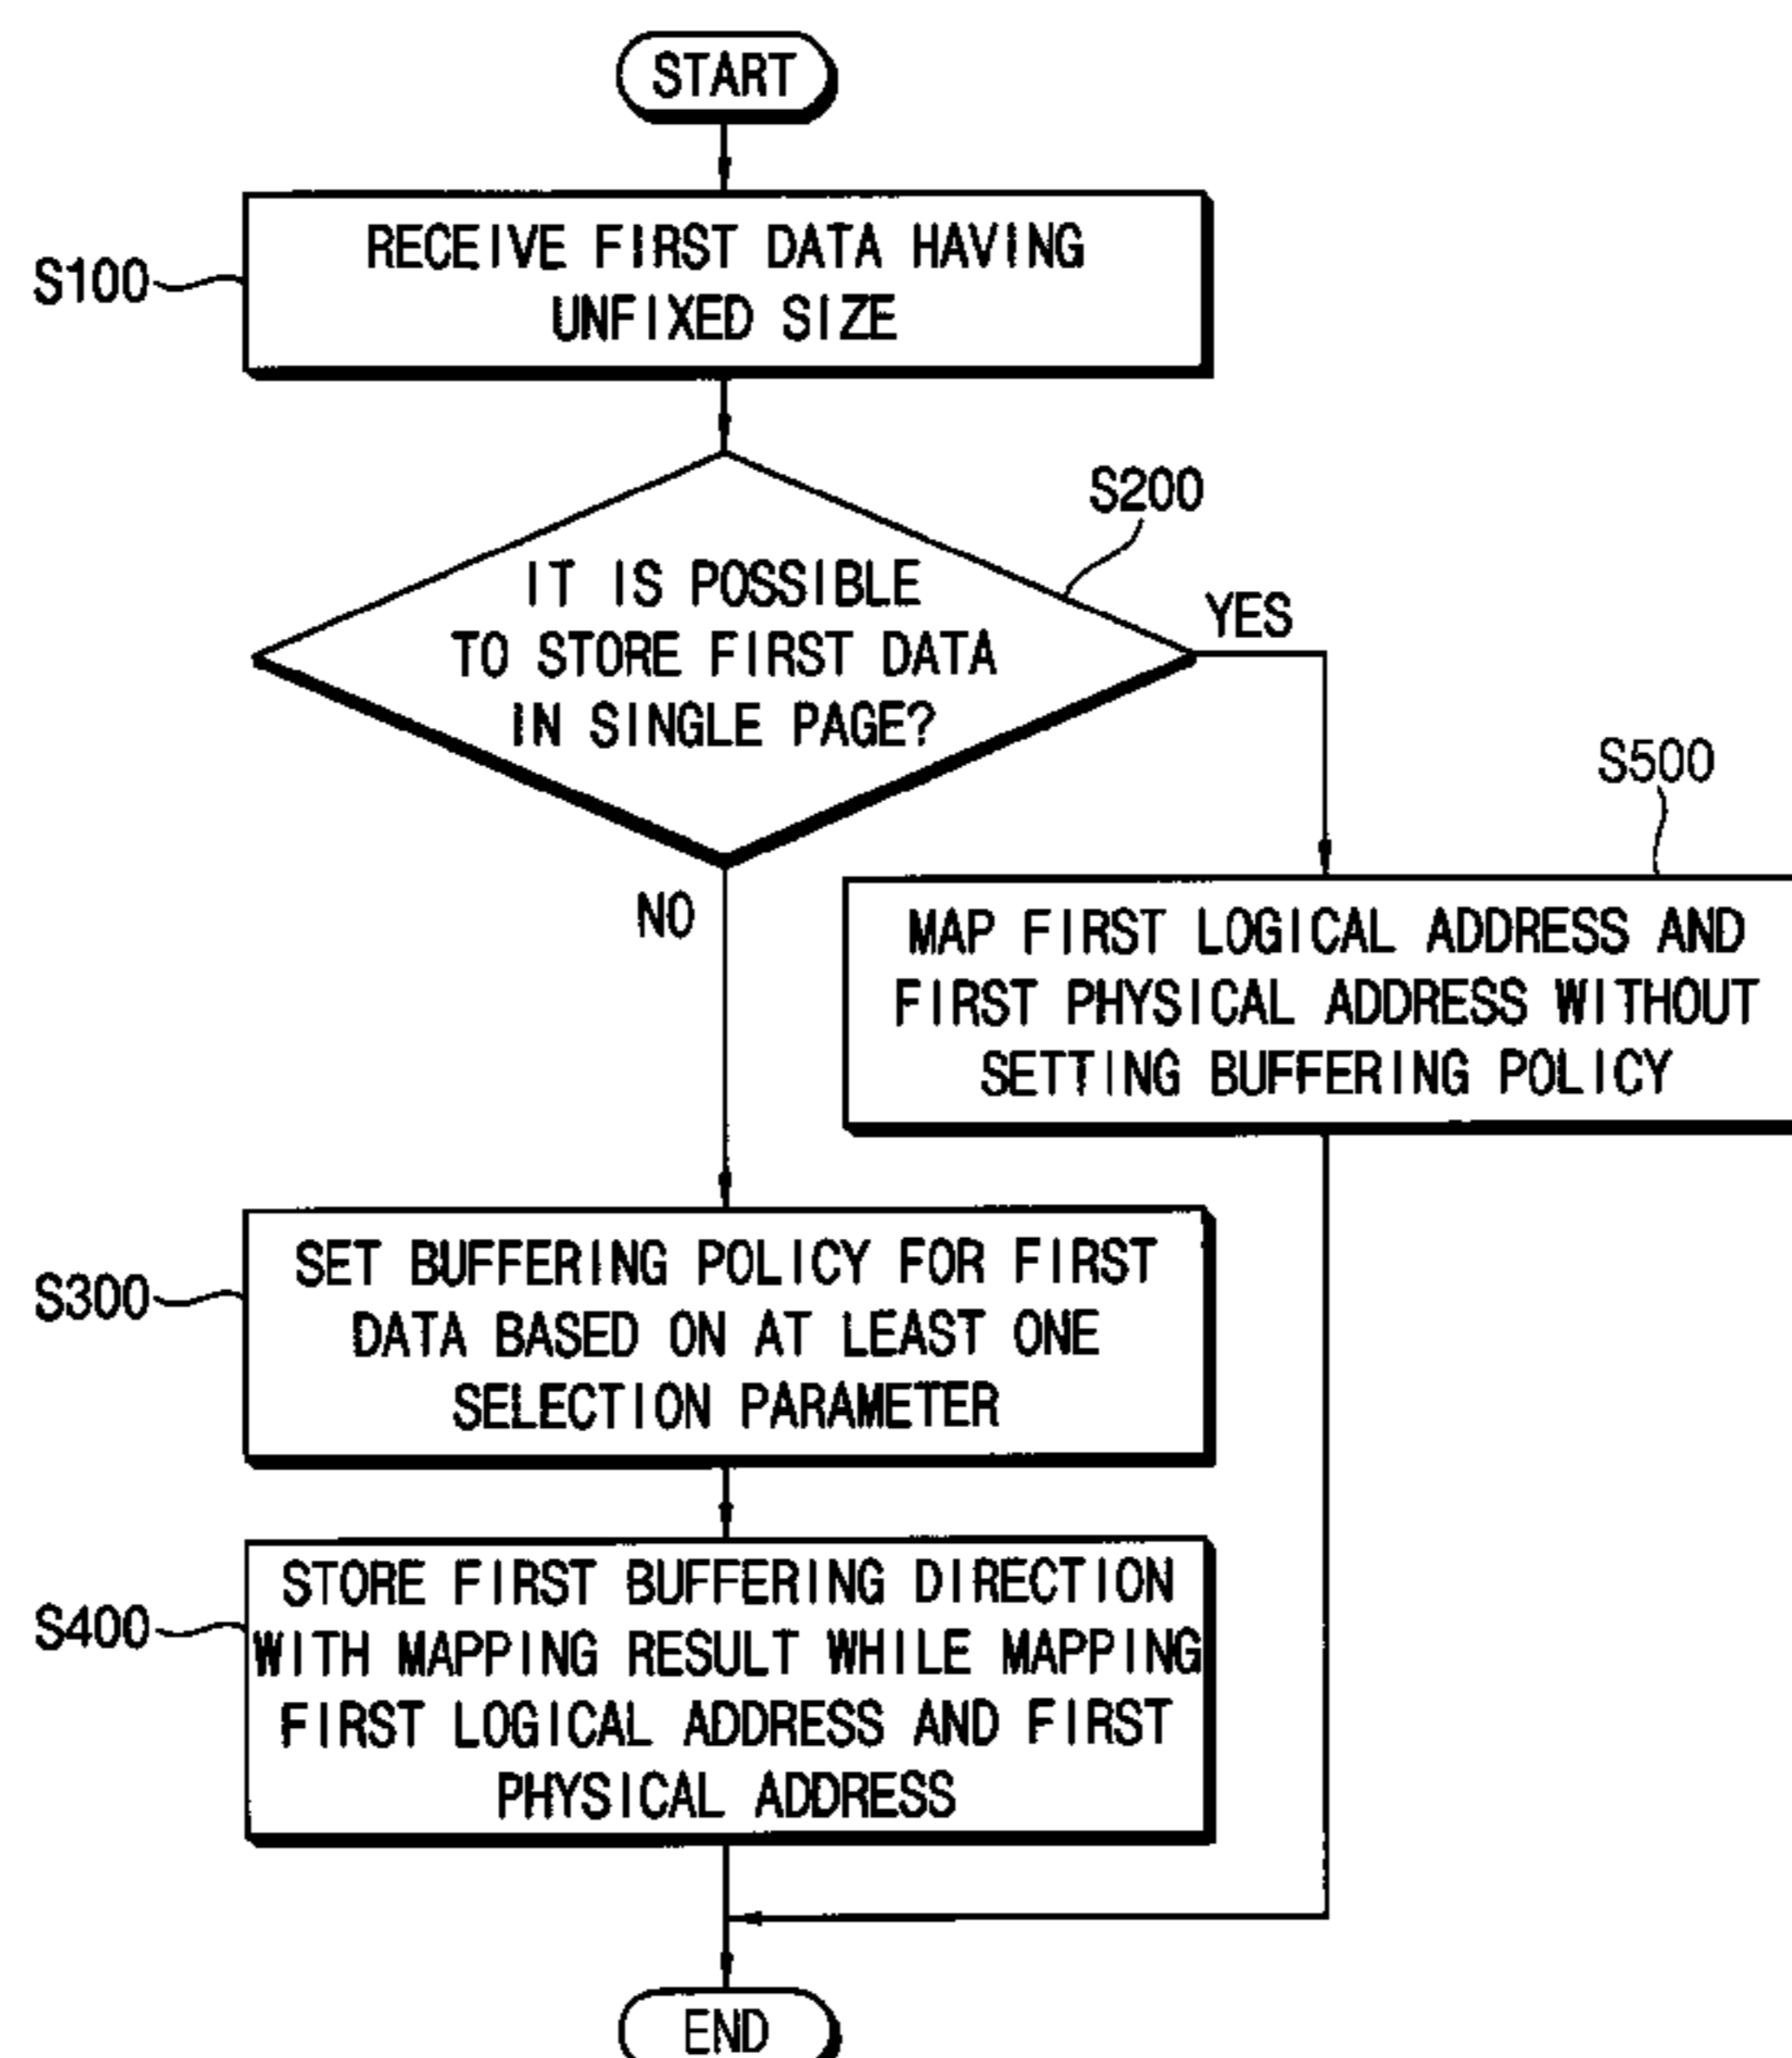 START
S100
RECEIVE FIRST DATA HAVING
UNFIXED SIZE
S200
IT IS POSSIBLE
TO STORE FIRST DATA
IN SINGLE PAGE?
YES
NO
S500
MAP FIRST LOGICAL ADDRESS AND
FIRST PHYSICAL ADDRESS WITHOUT
SETTING BUFFERING POLICY
S300
SET BUFFERING POLICY FOR FIRST
DATA BASED ON AT LEAST ONE
SELECTION PARAMETER
S400
STORE FIRST BUFFERING DIRECTION
WITH MAPPING RESULT WHILE MAPPING
FIRST LOGICAL ADDRESS AND FIRST
PHYSICAL ADDRESS
END